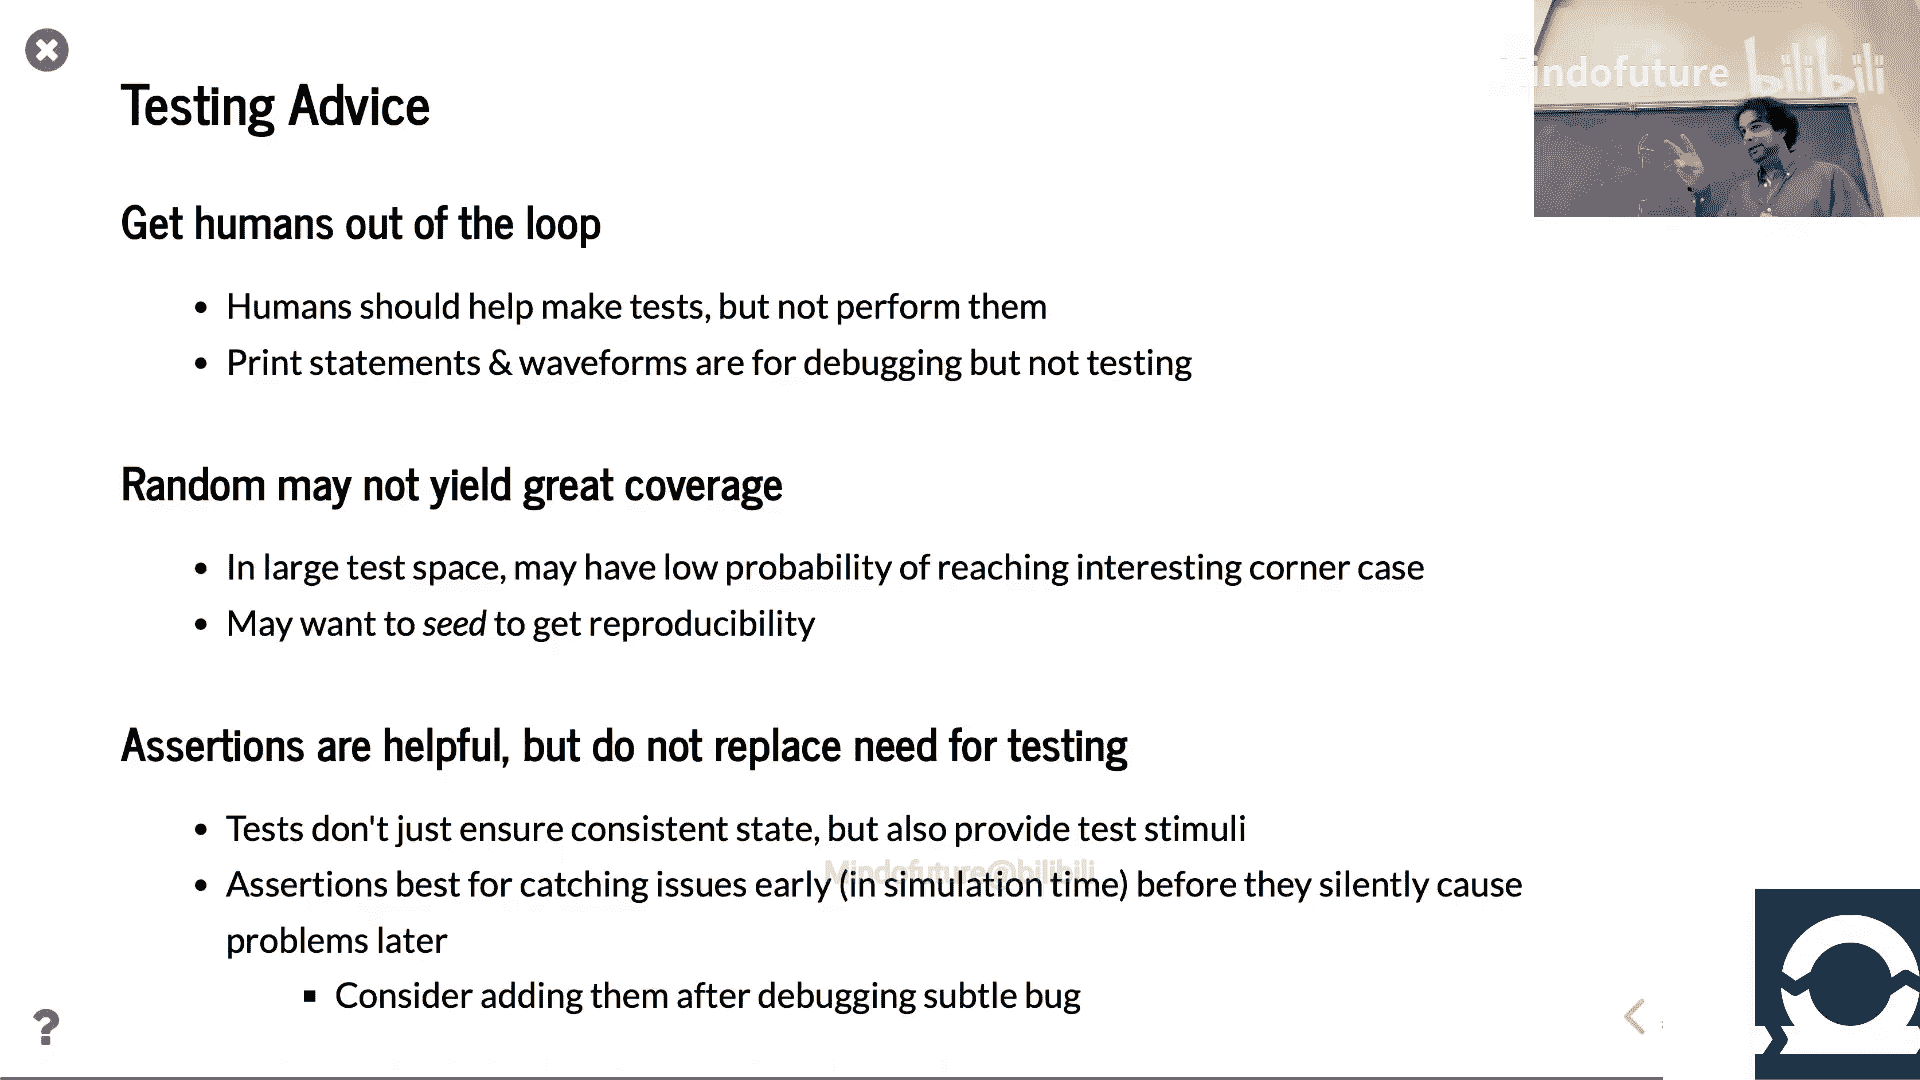 Testing Advice
indofuture bilibili
Get humans out of the loop
• Humans should help make tests, but not perform them
• Print statements & waveforms are for debugging but not testing
Random may not yield great coverage
• In large test space, may have low probability of reaching interesting corner case
• May want to seed to get reproducibility
Assertions are helpful, but do not replace need for testing
• Tests don't just ensure consistent state, but also provide test stimuli
Mindofuture@bilibili
• Assertions best for catching issues early (in simulation time) before they silently cause
problems later
▪ Consider adding them after debugging subtle bug
?